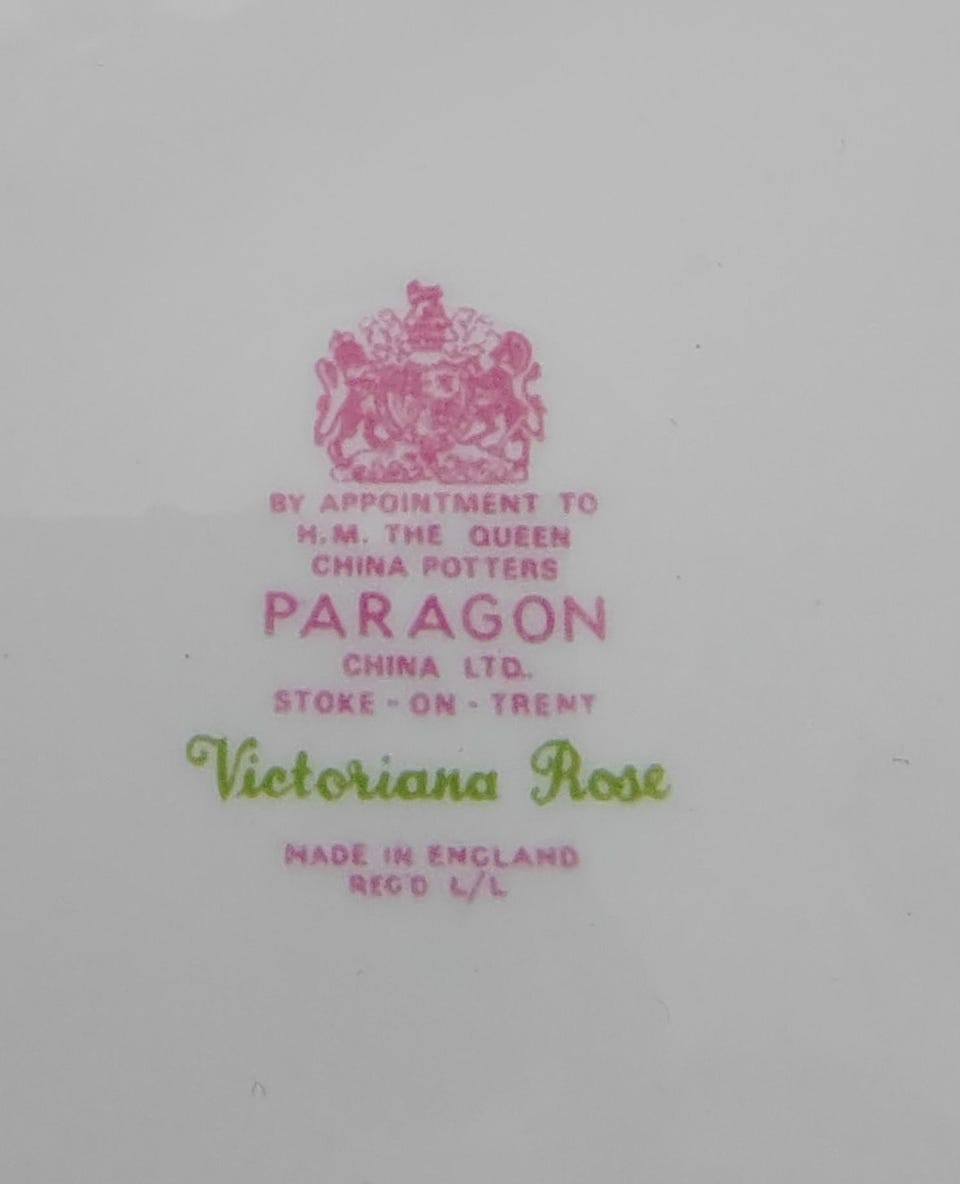 BY APPOINTMENT TO
H.M. THE QUEEN
CHINA POTTERS
PARAGON
CHINA LTD.
STOKE-ON-TRENT
Victoriana Rose
MADE IN ENGLAND
REG'D L/L